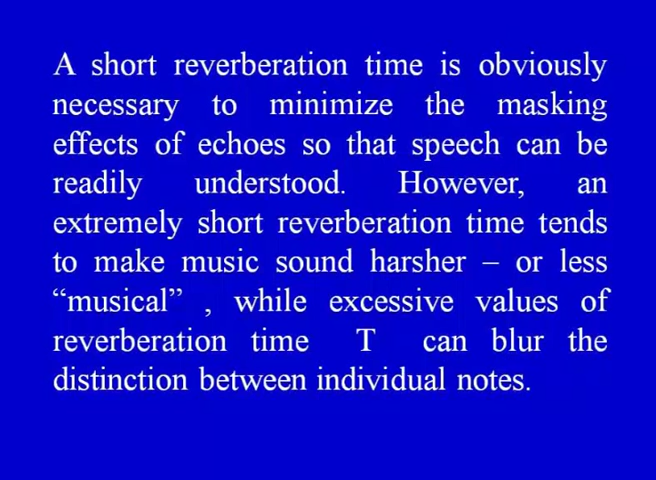 A short reverberation time is obviously
necessary to minimize the masking
effects of echoes so that speech can be
readily understood. However, an
extremely short reverberation time tends
to make music sound harsher – or less
“musical” , while excessive values of
reverberation time T can blur the
distinction between individual notes.